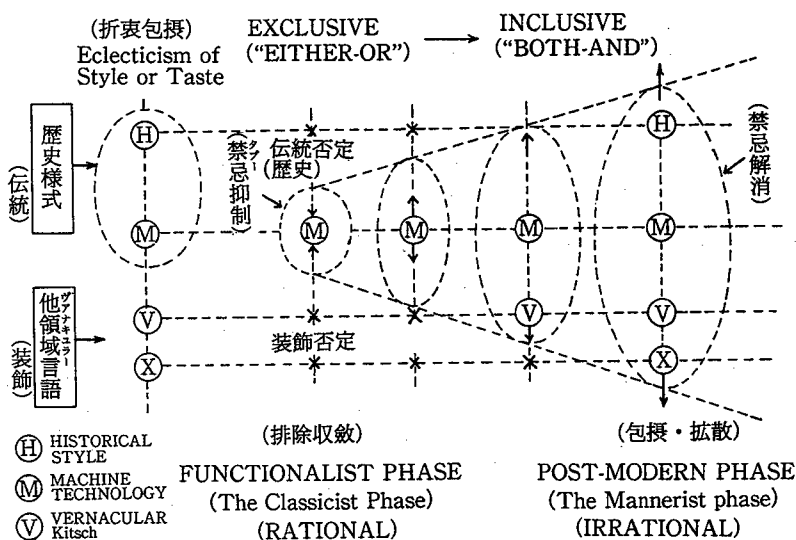 (折衷包摂)
Eclecticism of
Style or Taste
EXCLUSIVE
("EITHER-OR")
INCLUSIVE
("BOTH-AND")
歴史様式
(伝統)
H
M
V
X
タブー
(禁忌抑制)
伝統否定
(歴史)
M
M
M
V
H
M
V
X
(禁忌解消)
ヴァナキュラー
他領域言語
(装飾)
装飾否定
(排除収斂)
(包摂・拡散)
H HISTORICAL
STYLE
M MACHINE
TECHNOLOGY
V VERNACULAR
Kitsch
FUNCTIONALIST PHASE
(The Classicist Phase)
(RATIONAL)
POST-MODERN PHASE
(The Mannerist phase)
(IRRATIONAL)